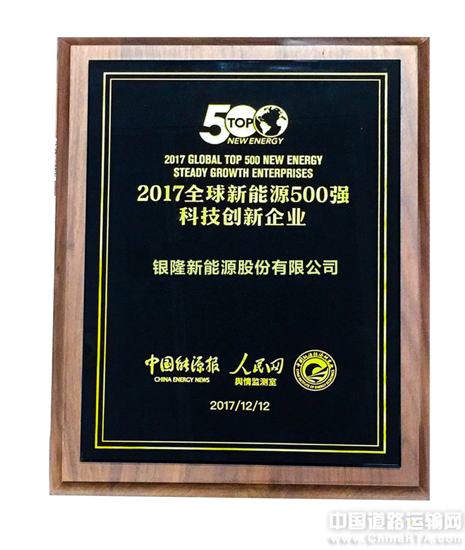 500
TOP
NEW ENERGY
2017 GLOBAL TOP 500 NEW ENERGY
STEADY GROWTH ENTERPRISES
2017全球新能源500强
科技创新企业
银隆新能源股份有限公司
中国能源报 人民网
CHINA ENERGY NEWS 舆情监测室
2017/12/12
中国道路运输网
www.ChinaRTA.com